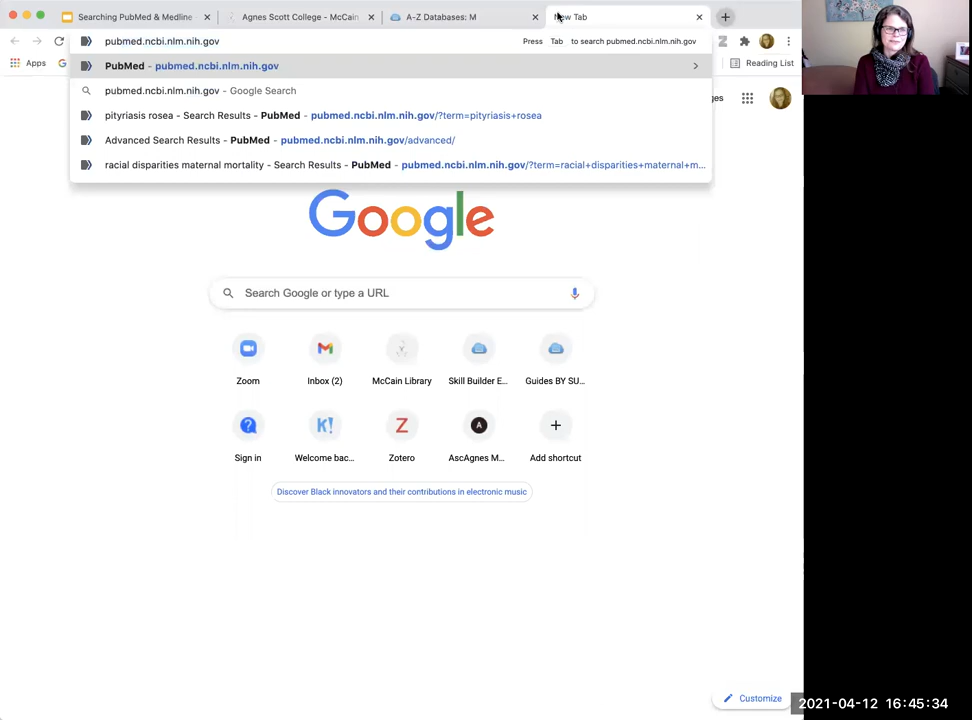 Searching PubMed & Medline
Agnes Scott College - McCain
A-Z Databases: M
New Tab
pubmed.ncbi.nlm.nih.gov
Press Tab to search pubmed.ncbi.nlm.nih.gov
Apps
G
Reading List
PubMed - pubmed.ncbi.nlm.nih.gov
pubmed.ncbi.nlm.nih.gov - Google Search
ges
pityriasis rosea - Search Results - PubMed - pubmed.ncbi.nlm.nih.gov/?term=pityriasis+rosea
Advanced Search Results - PubMed - pubmed.ncbi.nlm.nih.gov/advanced/
racial disparities maternal mortality - Search Results - PubMed - pubmed.ncbi.nlm.nih.gov/?term=racial+disparities+maternal+m...
Google
Search Google or type a URL
Zoom
Inbox (2)
McCain Library
Skill Builder E...
Guides BY SU...
K!
Z
A
Sign in
Welcome bac...
Zotero
AscAgnes M...
Add shortcut
Discover Black innovators and their contributions in electronic music
Customize
2021-04-12 16:45:34